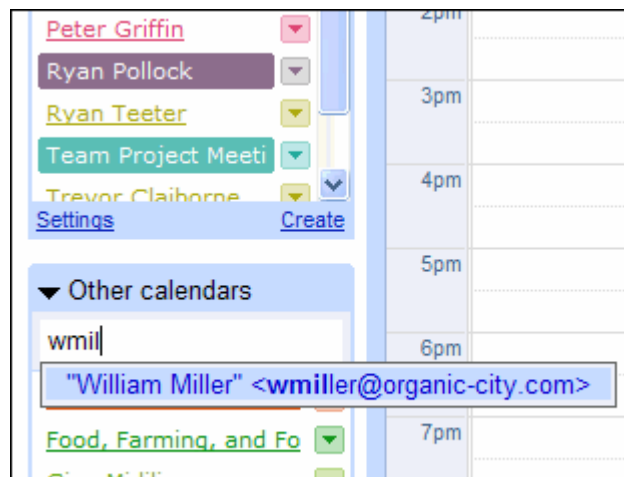 Peter Griffin
Ryan Pollock
Ryan Teeter
Team Project Meeti
Trevor Claiborne
Settings Create
Other calendars
wmil
"William Miller" <wmiller@organic-city.com>
Food, Farming, and Fo
2pm
3pm
4pm
5pm
6pm
7pm